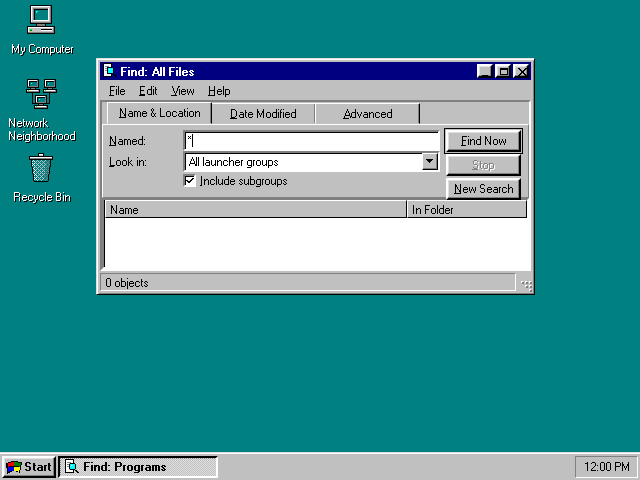 My Computer
Network
Neighborhood
Recycle Bin
Find: All Files
File Edit View Help
Name & Location Date Modified Advanced
Named: *
Find Now
Look in: All launcher groups
Stop
Include subgroups
New Search
Name In Folder
0 objects
Start Find: Programs 12:00 PM